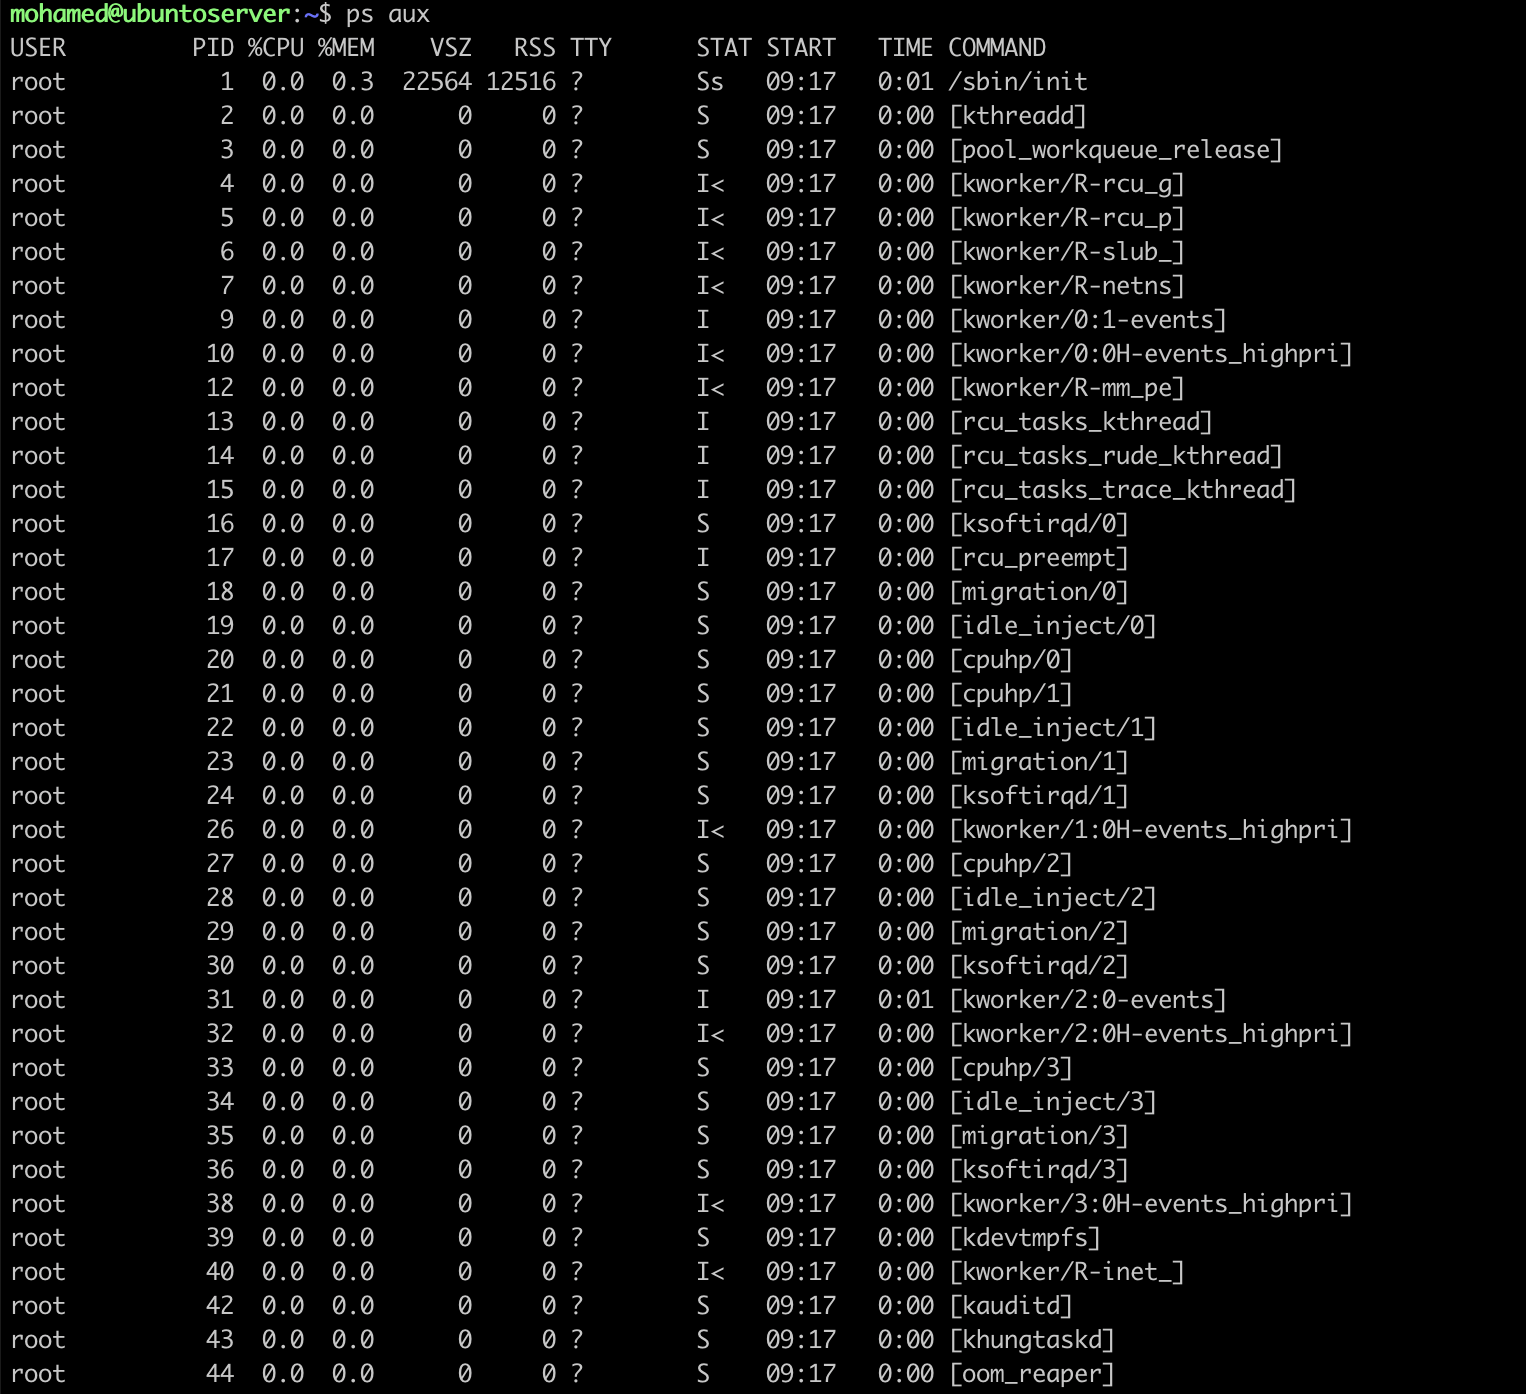 mohamed@ubuntoserver:~$ ps aux
USER         PID %CPU %MEM    VSZ   RSS TTY      STAT START   TIME COMMAND
root           1  0.0  0.3  22564 12516 ?        Ss   09:17   0:01 /sbin/init
root           2  0.0  0.0      0     0 ?        S    09:17   0:00 [kthreadd]
root           3  0.0  0.0      0     0 ?        S    09:17   0:00 [pool_workqueue_release]
root           4  0.0  0.0      0     0 ?        I<   09:17   0:00 [kworker/R-rcu_g]
root           5  0.0  0.0      0     0 ?        I<   09:17   0:00 [kworker/R-rcu_p]
root           6  0.0  0.0      0     0 ?        I<   09:17   0:00 [kworker/R-slub_]
root           7  0.0  0.0      0     0 ?        I<   09:17   0:00 [kworker/R-netns]
root           9  0.0  0.0      0     0 ?        I    09:17   0:00 [kworker/0:1-events]
root          10  0.0  0.0      0     0 ?        I<   09:17   0:00 [kworker/0:0H-events_highpri]
root          12  0.0  0.0      0     0 ?        I<   09:17   0:00 [kworker/R-mm_pe]
root          13  0.0  0.0      0     0 ?        I    09:17   0:00 [rcu_tasks_kthread]
root          14  0.0  0.0      0     0 ?        I    09:17   0:00 [rcu_tasks_rude_kthread]
root          15  0.0  0.0      0     0 ?        I    09:17   0:00 [rcu_tasks_trace_kthread]
root          16  0.0  0.0      0     0 ?        S    09:17   0:00 [ksoftirqd/0]
root          17  0.0  0.0      0     0 ?        I    09:17   0:00 [rcu_preempt]
root          18  0.0  0.0      0     0 ?        S    09:17   0:00 [migration/0]
root          19  0.0  0.0      0     0 ?        S    09:17   0:00 [idle_inject/0]
root          20  0.0  0.0      0     0 ?        S    09:17   0:00 [cpuhp/0]
root          21  0.0  0.0      0     0 ?        S    09:17   0:00 [cpuhp/1]
root          22  0.0  0.0      0     0 ?        S    09:17   0:00 [idle_inject/1]
root          23  0.0  0.0      0     0 ?        S    09:17   0:00 [migration/1]
root          24  0.0  0.0      0     0 ?        S    09:17   0:00 [ksoftirqd/1]
root          26  0.0  0.0      0     0 ?        I<   09:17   0:00 [kworker/1:0H-events_highpri]
root          27  0.0  0.0      0     0 ?        S    09:17   0:00 [cpuhp/2]
root          28  0.0  0.0      0     0 ?        S    09:17   0:00 [idle_inject/2]
root          29  0.0  0.0      0     0 ?        S    09:17   0:00 [migration/2]
root          30  0.0  0.0      0     0 ?        S    09:17   0:00 [ksoftirqd/2]
root          31  0.0  0.0      0     0 ?        I    09:17   0:01 [kworker/2:0-events]
root          32  0.0  0.0      0     0 ?        I<   09:17   0:00 [kworker/2:0H-events_highpri]
root          33  0.0  0.0      0     0 ?        S    09:17   0:00 [cpuhp/3]
root          34  0.0  0.0      0     0 ?        S    09:17   0:00 [idle_inject/3]
root          35  0.0  0.0      0     0 ?        S    09:17   0:00 [migration/3]
root          36  0.0  0.0      0     0 ?        S    09:17   0:00 [ksoftirqd/3]
root          38  0.0  0.0      0     0 ?        I<   09:17   0:00 [kworker/3:0H-events_highpri]
root          39  0.0  0.0      0     0 ?        S    09:17   0:00 [kdevtmpfs]
root          40  0.0  0.0      0     0 ?        I<   09:17   0:00 [kworker/R-inet_]
root          42  0.0  0.0      0     0 ?        S    09:17   0:00 [kauditd]
root          43  0.0  0.0      0     0 ?        S    09:17   0:00 [khungtaskd]
root          44  0.0  0.0      0     0 ?        S    09:17   0:00 [oom_reaper]